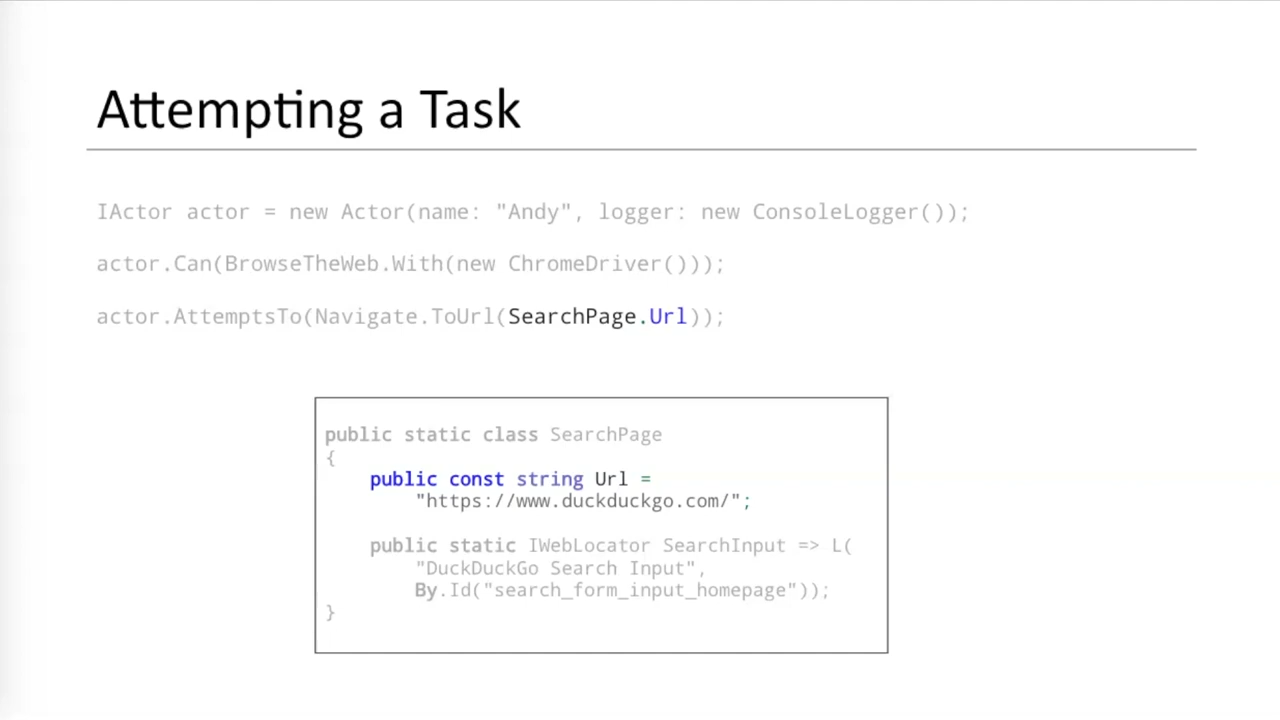 Attempting a Task
IActor actor = new Actor(name: "Andy", logger: new ConsoleLogger());
actor.Can(BrowseTheWeb.With(new ChromeDriver()));
actor.AttemptsTo(Navigate.ToUrl(SearchPage.Url));
public static class SearchPage
{
    public const string Url =
        "https://www.duckduckgo.com/";
    public static IWebLocator SearchInput => L(
        "DuckDuckGo Search Input",
        By.Id("search_form_input_homepage"));
}